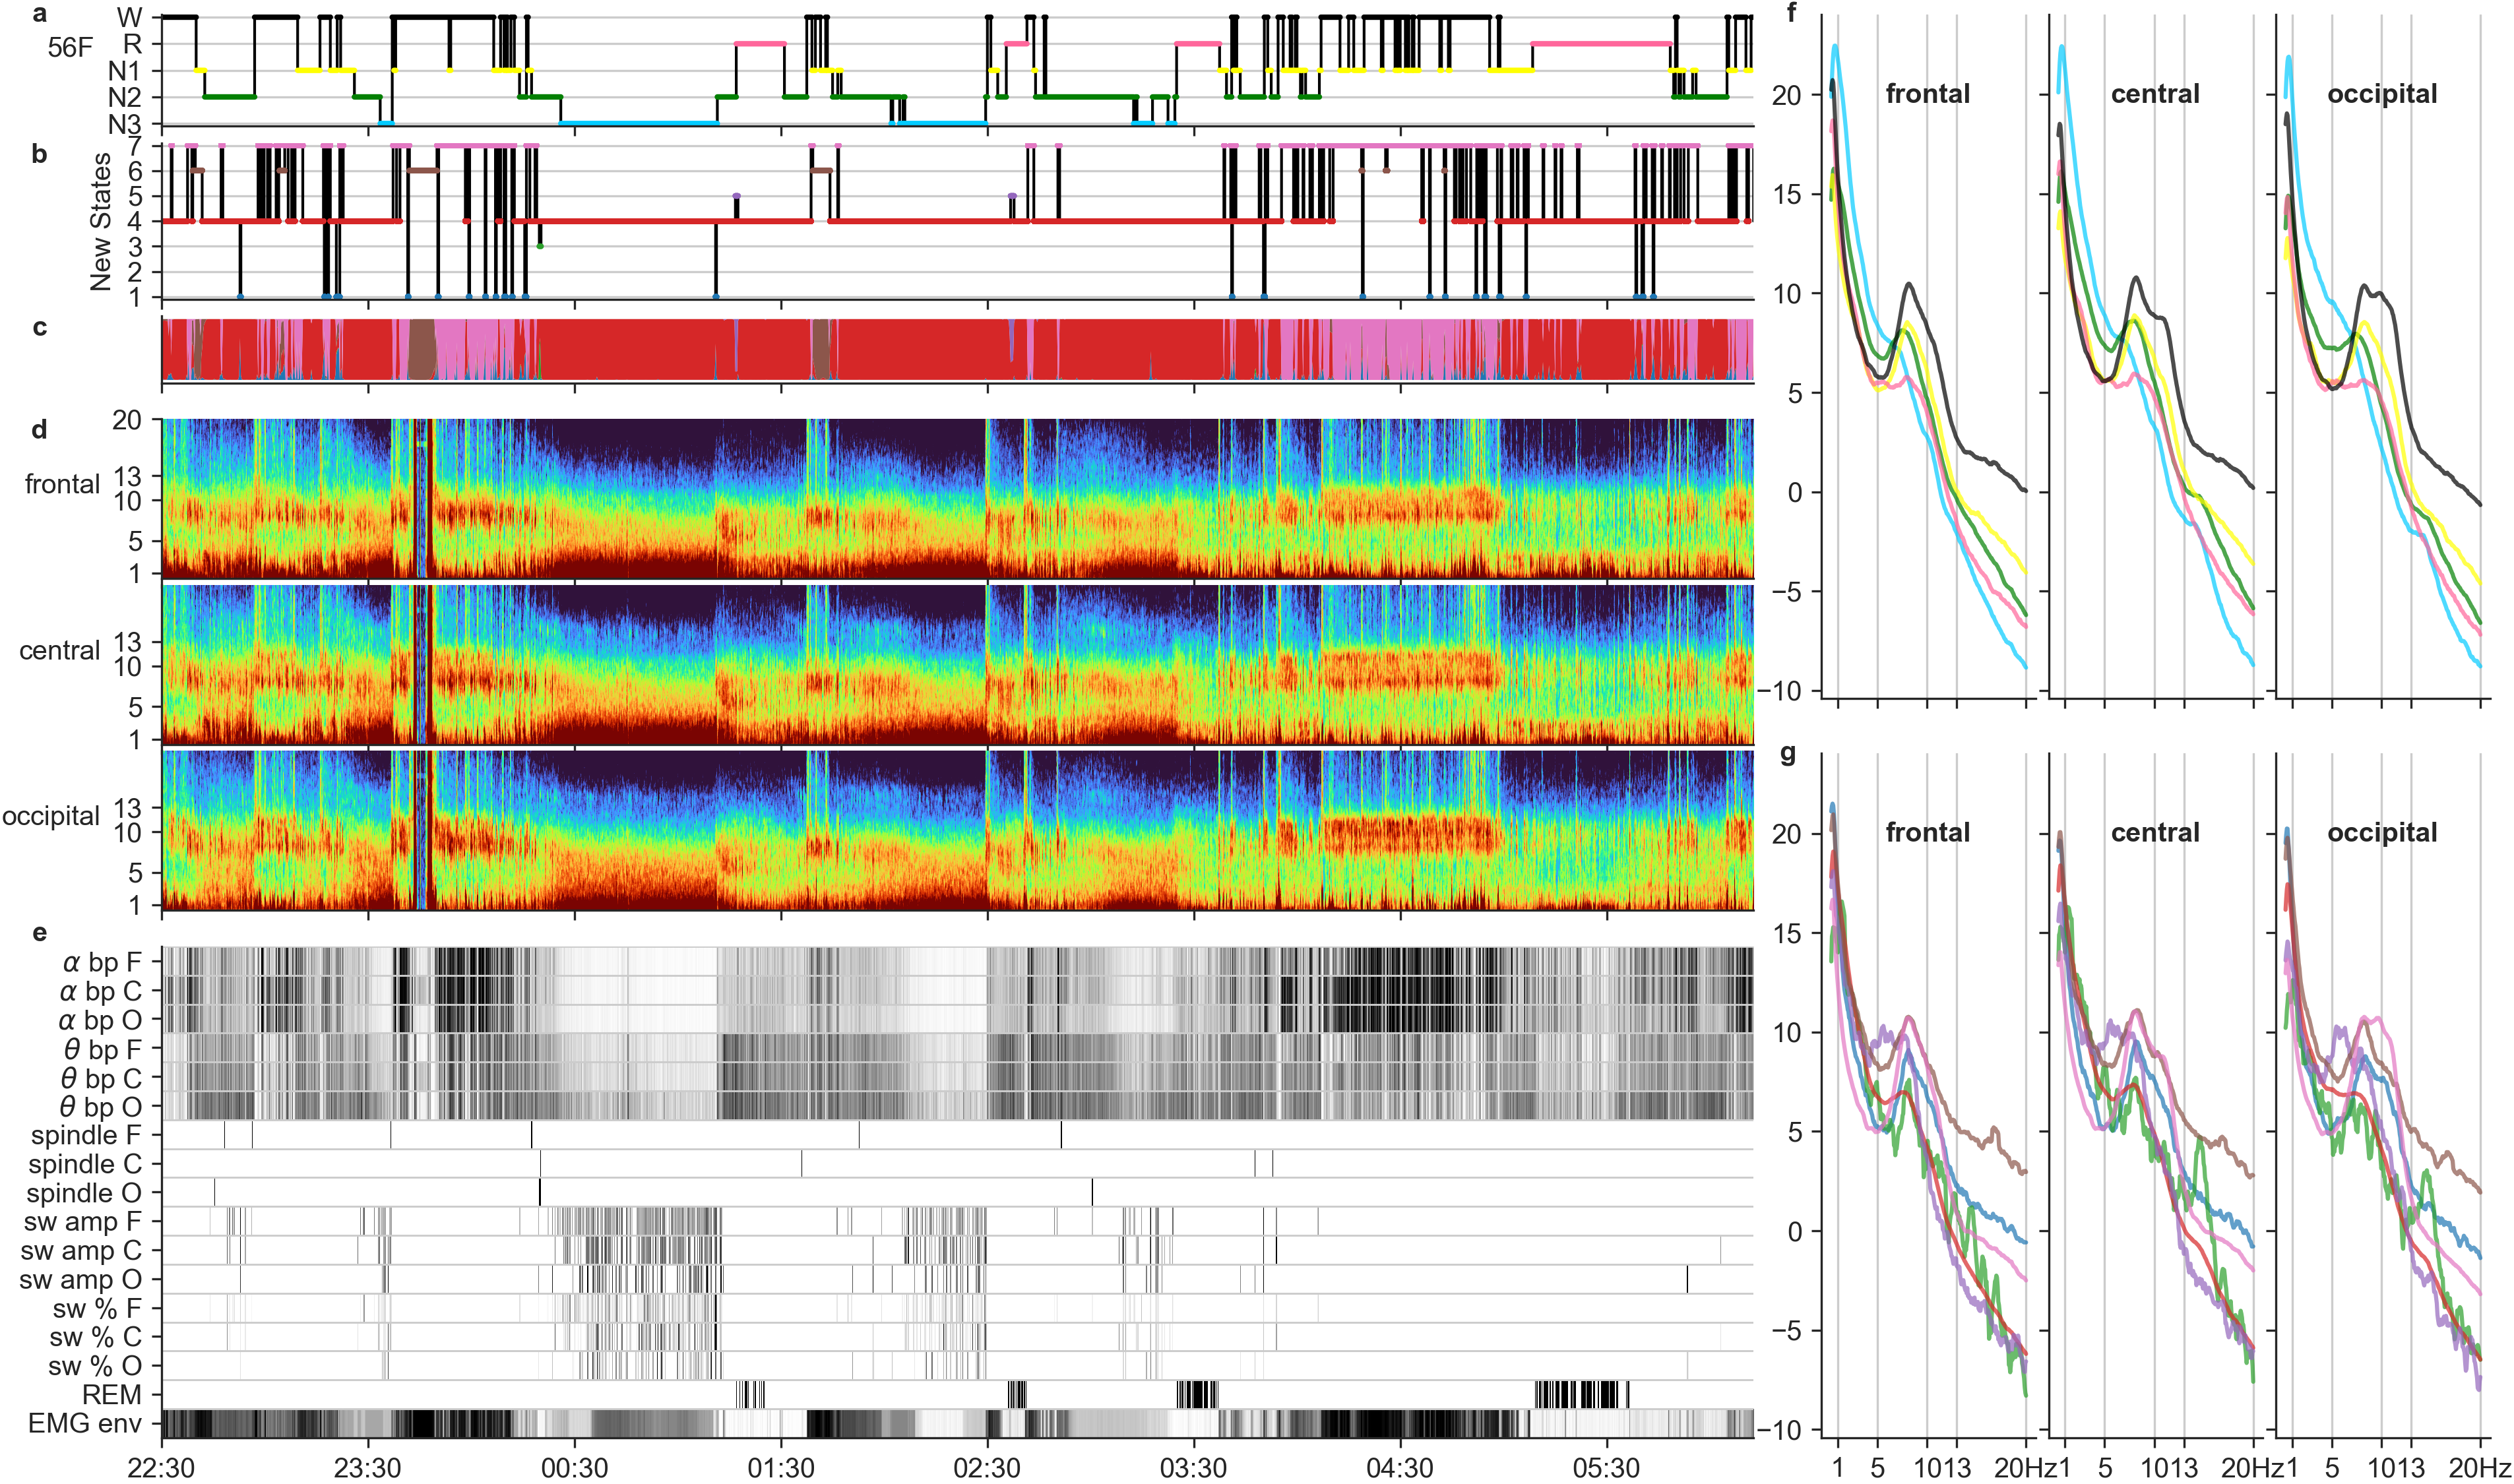 a
56F
W
R
N1
N2
N3
b
New States
7
6
5
4
3
2
1
c
d
20
13
10
5
1
frontal
13
10
5
1
central
13
10
5
1
occipital
e
α bp F
α bp C
α bp O
θ bp F
θ bp C
θ bp O
spindle F
spindle C
spindle O
sw amp F
sw amp C
sw amp O
sw % F
sw % C
sw % O
REM
EMG env
22:30 23:30 00:30 01:30 02:30 03:30 04:30 05:30
f
frontal central occipital
20
15
10
5
0
−5
−10
g
frontal central occipital
20
15
10
5
0
−5
−10
1 5 1013 20Hz 1 5 1013 20Hz 1 5 1013 20Hz